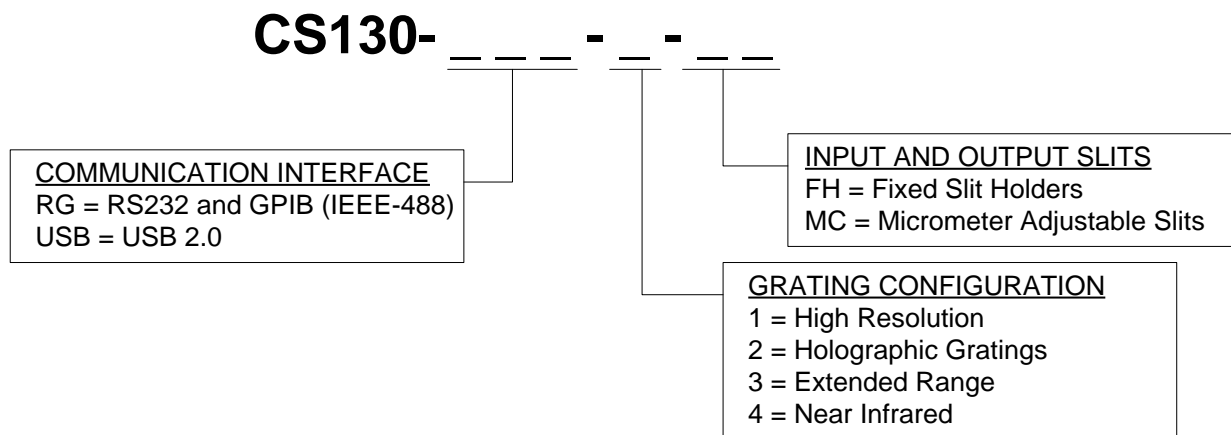 CS130- _ _ _ - _ - _ _
COMMUNICATION INTERFACE
RG = RS232 and GPIB (IEEE-488)
USB = USB 2.0
INPUT AND OUTPUT SLITS
FH = Fixed Slit Holders
MC = Micrometer Adjustable Slits
GRATING CONFIGURATION
1 = High Resolution
2 = Holographic Gratings
3 = Extended Range
4 = Near Infrared